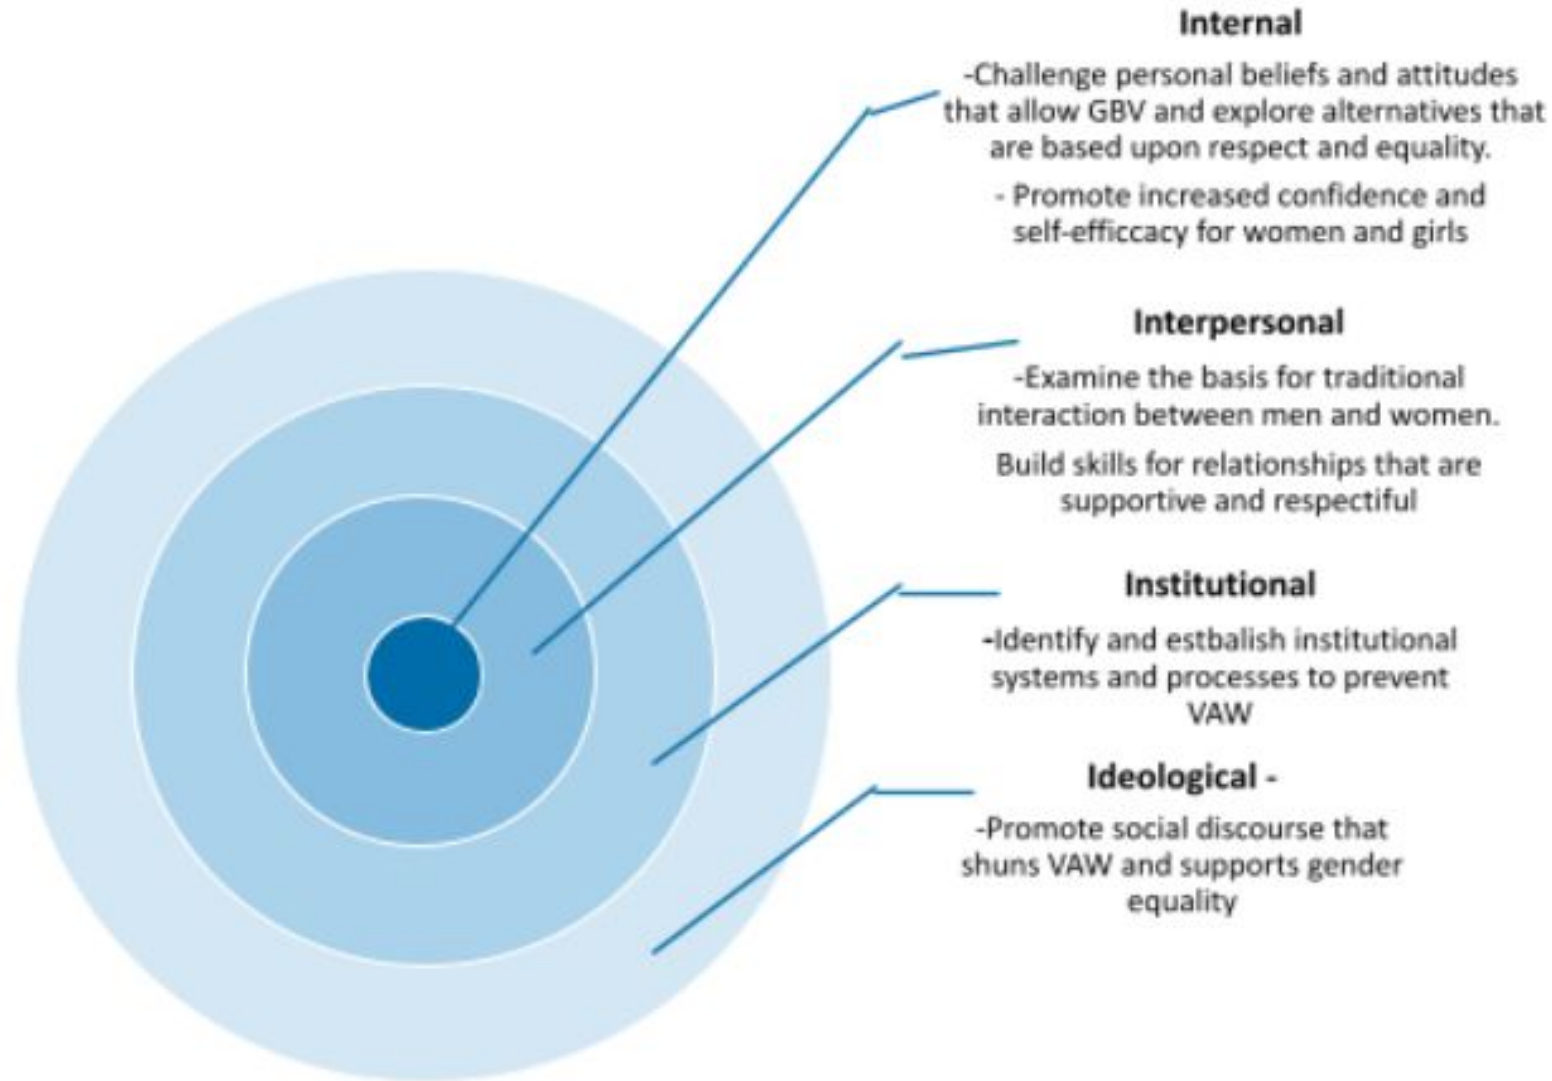 Internal
-Challenge personal beliefs and attitudes
that allow GBV and explore alternatives that
are based upon respect and equality.
- Promote increased confidence and
self-efficcacy for women and girls
Interpersonal
-Examine the basis for traditional
interaction between men and women.
Build skills for relationships that are
supportive and respectiful
Institutional
-Identify and estbalish institutional
systems and processes to prevent
VAW
Ideological -
-Promote social discourse that
shuns VAW and supports gender
equality